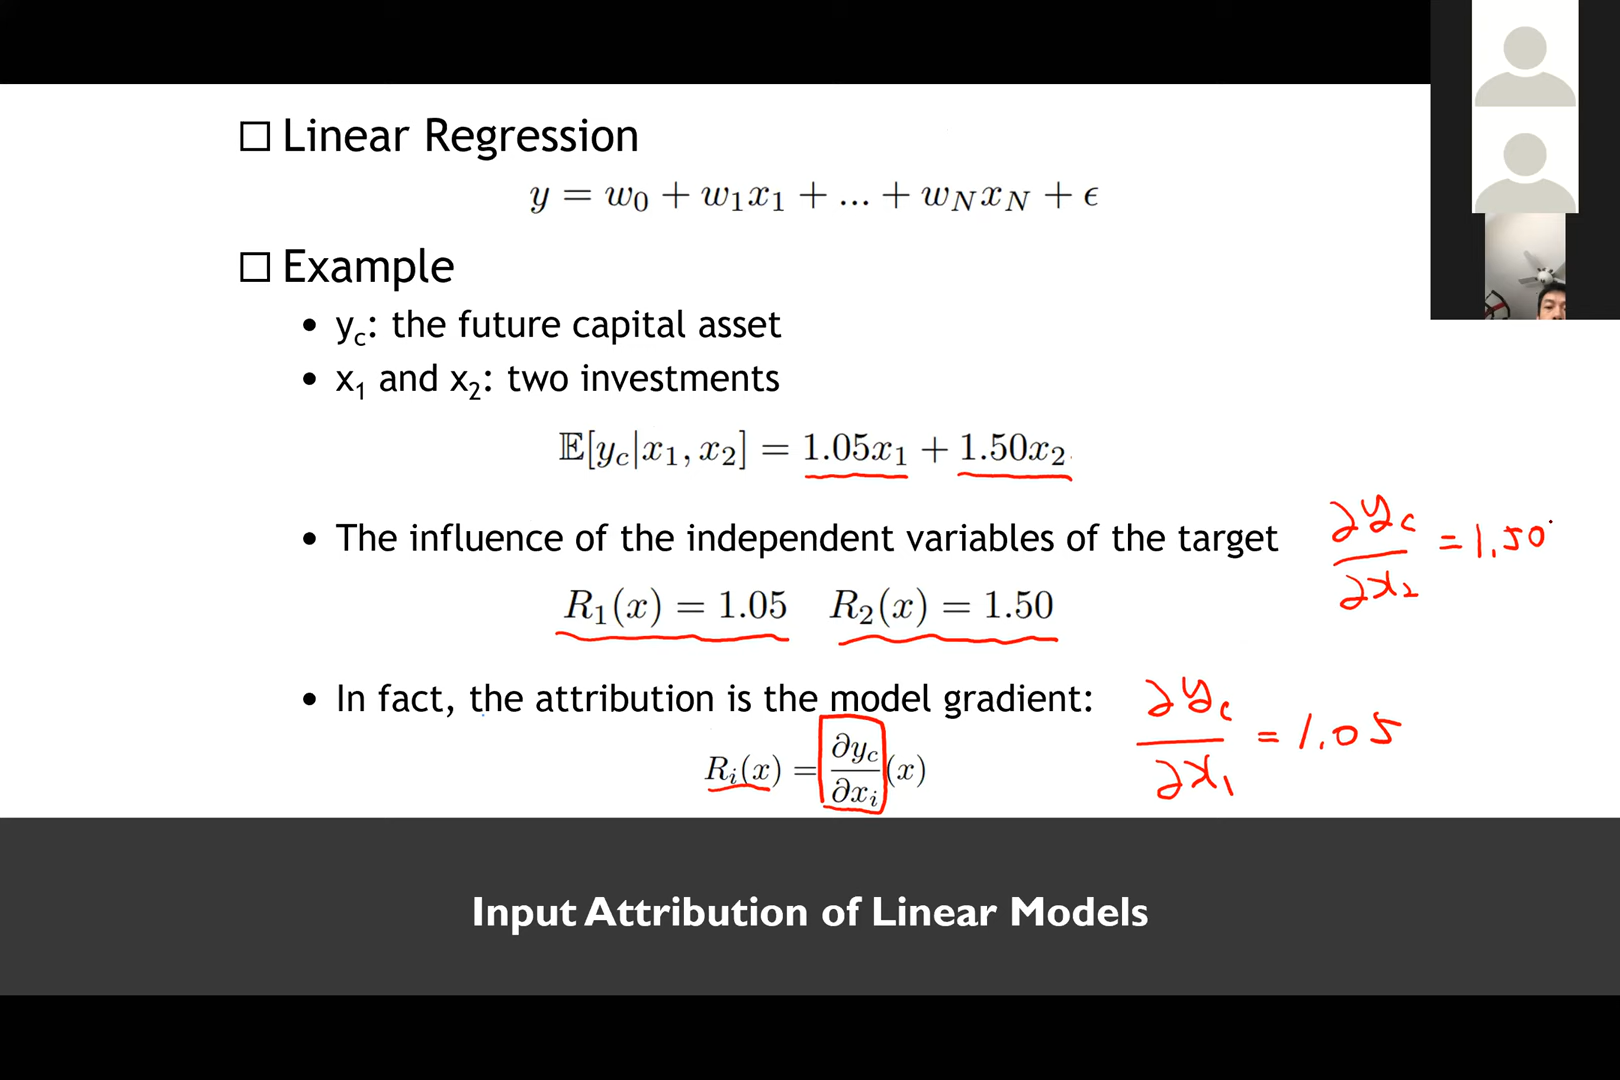 Linear Regression
y = w₀ + w₁x₁ + ... + w_N x_N + ϵ
Example
• y_c: the future capital asset
• x₁ and x₂: two investments
𝔼[y_c|x₁, x₂] = 1.05x₁ + 1.50x₂
• The influence of the independent variables of the target
∂y_c/∂x₂ = 1.50
R₁(x) = 1.05 R₂(x) = 1.50
• In fact, the attribution is the model gradient:
∂y_c/∂x₁ = 1.05
R_i(x) = ∂y_c/∂x_i (x)
Input Attribution of Linear Models